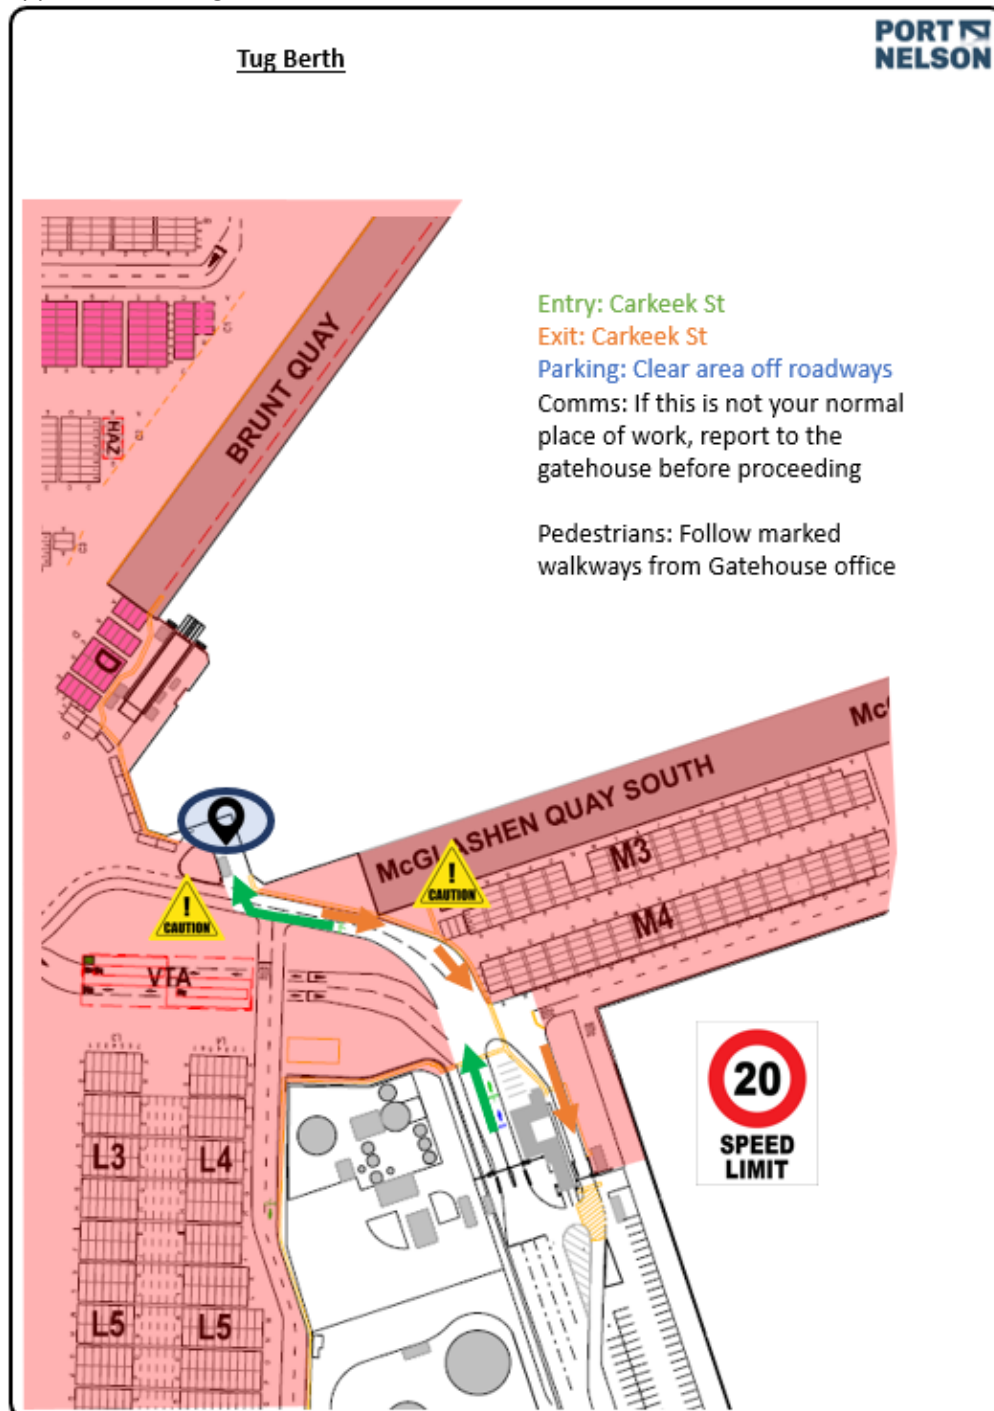 Tug Berth
PORT
NELSON
BRUNT QUAY
Entry: Carkeek St
Exit: Carkeek St
Parking: Clear area off roadways
Comms: If this is not your normal
place of work, report to the
gatehouse before proceeding
Pedestrians: Follow marked
walkways from Gatehouse office
HAZ
D
McG
McGLASHEN QUAY SOUTH
M3
M4
!
CAUTION
!
CAUTION
VTA
L3
L4
L5
L5
20
SPEED
LIMIT